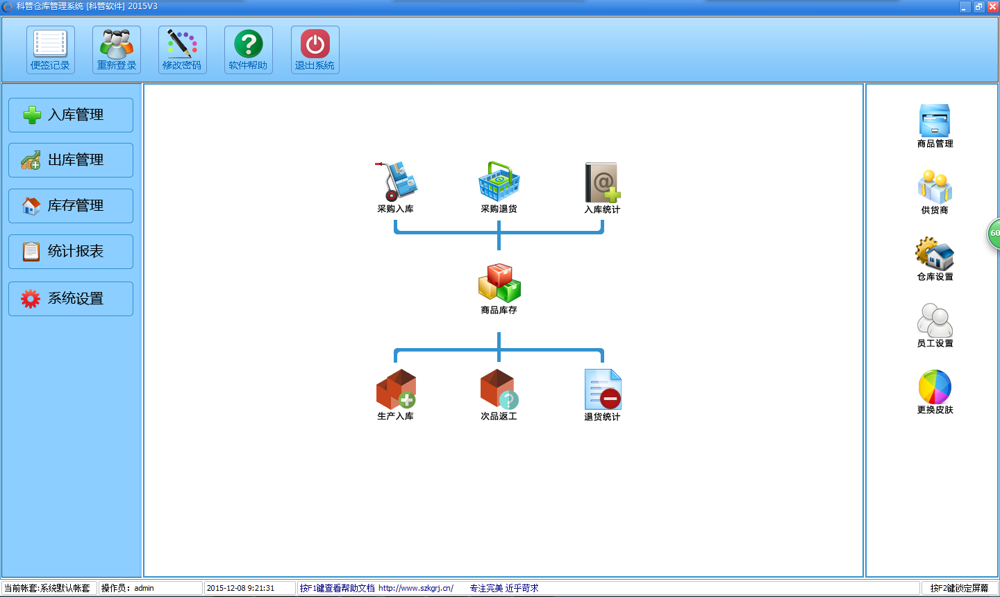 科管仓库管理系统 [科管软件] 2015V3
便签记录 重新登录 修改密码 软件帮助 退出系统
入库管理
出库管理
库存管理
统计报表
系统设置
采购入库 采购退货 入库统计
商品库存
生产入库 次品返工 退货统计
商品管理
供货商
仓库设置
员工设置
更换皮肤
60
当前帐套:系统默认帐套 操作员: admin 2015-12-08 9:21:31 按F1键查看帮助文档 http://www.szkgrj.cn/ 专注完美 近乎苛求 按F2键锁定屏幕